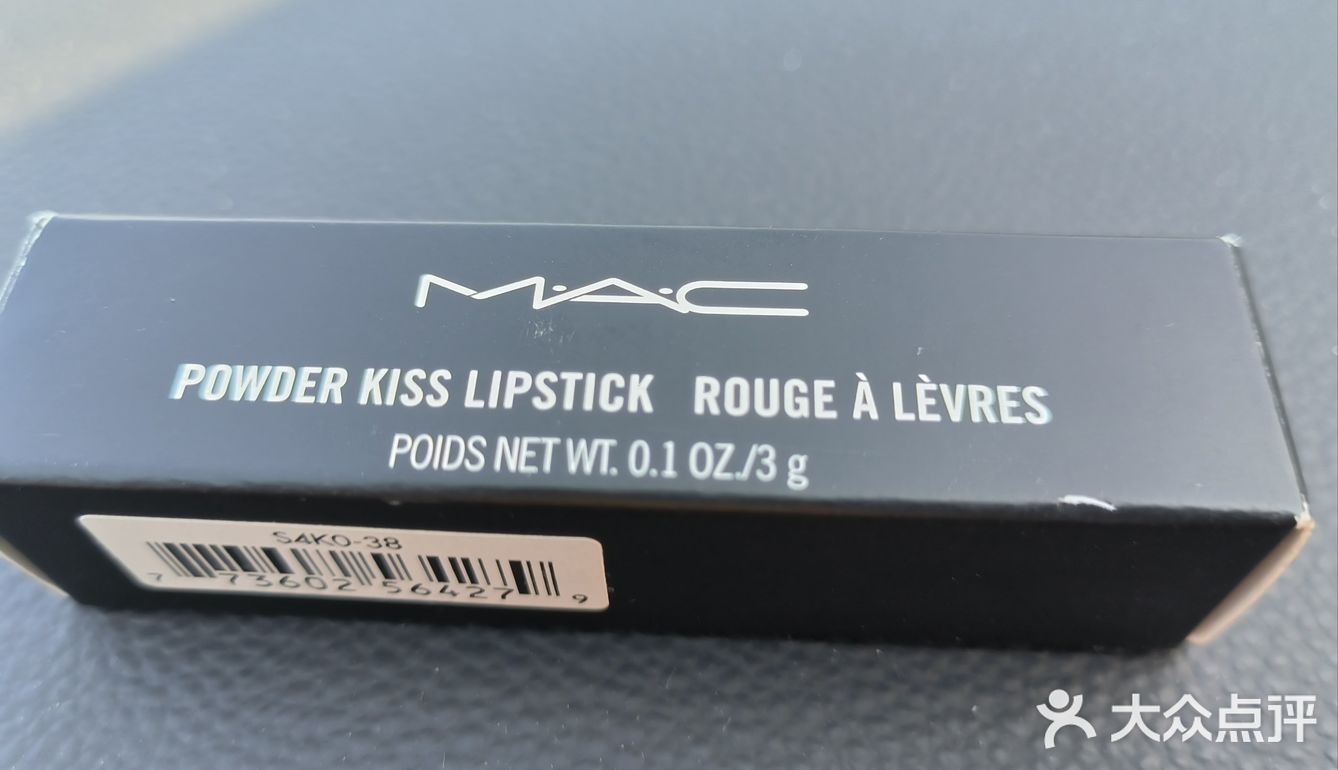 M·A·C
POWDER KISS LIPSTICK ROUGE À LÈVRES
POIDS NET WT. 0.1 OZ./3 g
S4K0-38
7 73602 56427 9
大众点评